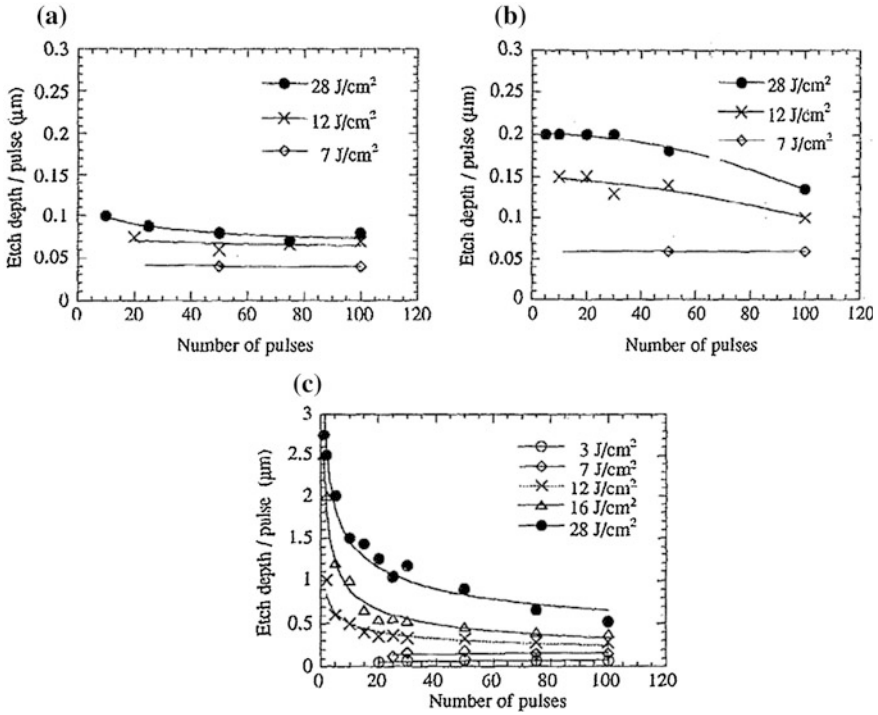 (a)
Etch depth / pulse (μm)
0.3
0.25
0.2
0.15
0.1
0.05
0
28 J/cm²
12 J/cm²
7 J/cm²
0 20 40 60 80 100 120
Number of pulses
(b)
Etch depth / pulse (μm)
0.3
0.25
0.2
0.15
0.1
0.05
0
28 J/cm²
12 J/cm²
7 J/cm²
0 20 40 60 80 100 120
Number of pulses
(c)
Etch depth / pulse (μm)
3
2.5
2
1.5
1
0.5
0
3 J/cm²
7 J/cm²
12 J/cm²
16 J/cm²
28 J/cm²
0 20 40 60 80 100 120
Number of pulses